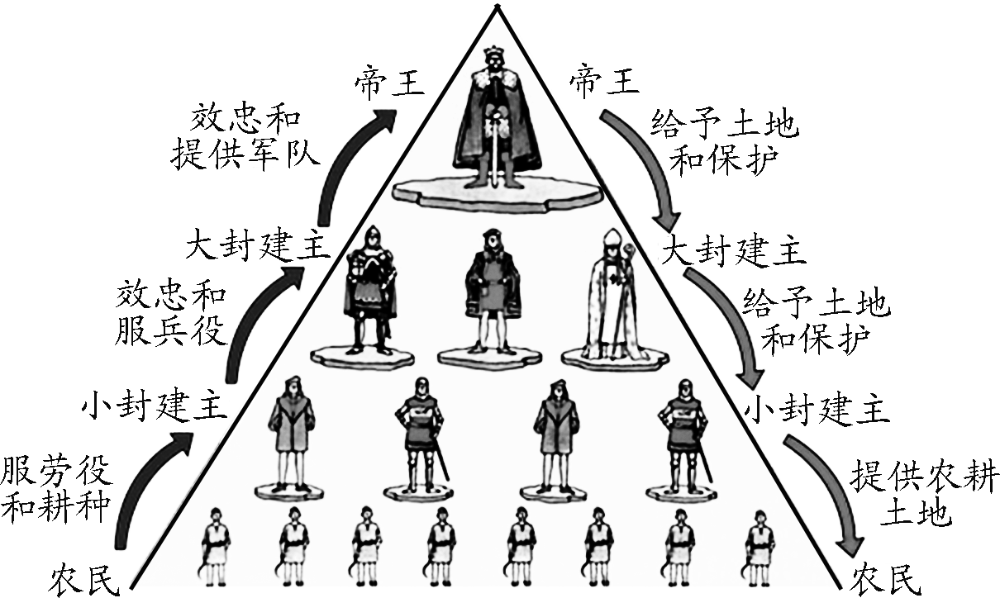 帝王
效忠和
提供军队
大封建主
效忠和
服兵役
小封建主
服劳役
和耕种
农民
帝王
给予土地
和保护
大封建主
给予土地
和保护
小封建主
提供农耕
土地
农民